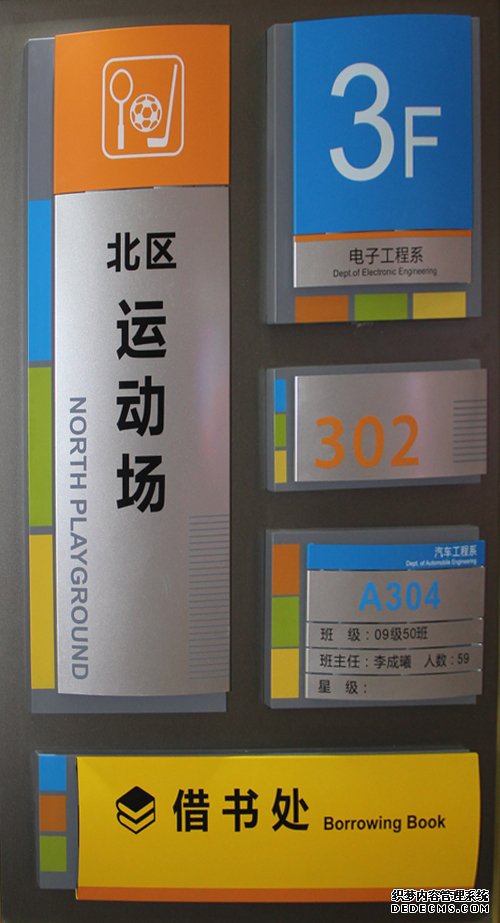 北区
运动场
NORTH PLAYGROUND
3F
电子工程系
Dept.of Electronic Engineering
302
汽车工程系
Dept. of Automobile Engineering
A304
班 级：09级50班
班主任：李成曦 人数：59
星 级：
借书处 Borrowing Book
织梦内容管理系统
DEDECMS.COM